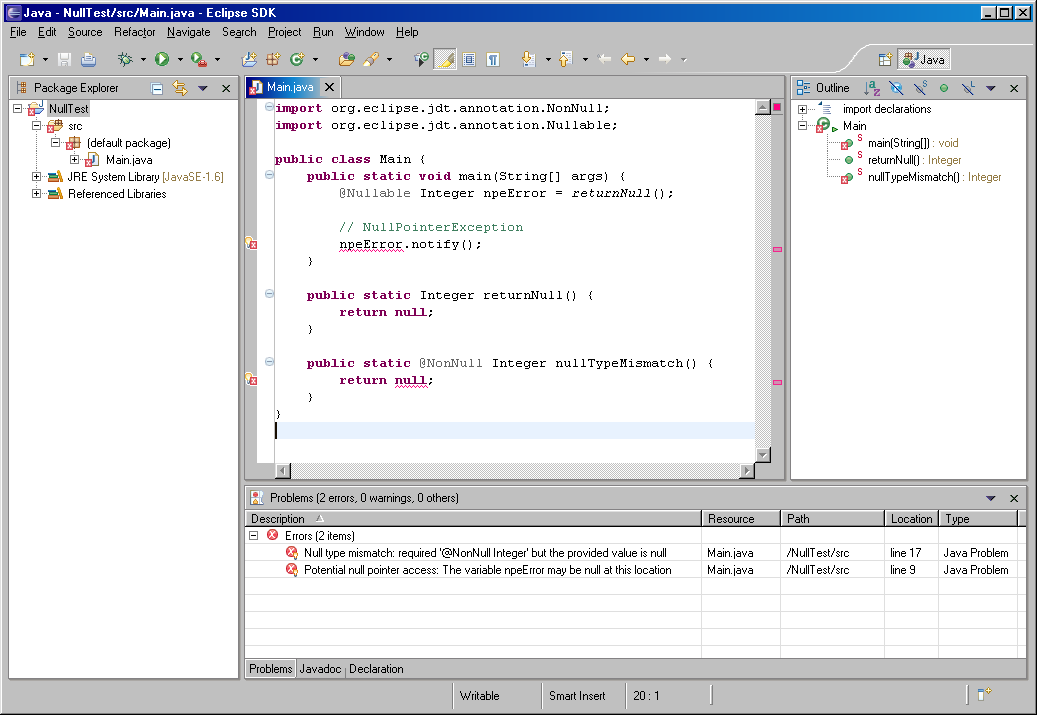 Java - NullTest/src/Main.java - Eclipse SDK
File Edit Source Refactor Navigate Search Project Run Window Help
Java
Package Explorer
NullTest
src
(default package)
Main.java
JRE System Library [JavaSE-1.6]
Referenced Libraries
Main.java
import org.eclipse.jdt.annotation.NonNull;
import org.eclipse.jdt.annotation.Nullable;
public class Main {
public static void main(String[] args) {
@Nullable Integer npeError = returnNull();
// NullPointerException
npeError.notify();
}
public static Integer returnNull() {
return null;
}
public static @NonNull Integer nullTypeMismatch() {
return null;
}
}
Outline
import declarations
Main
main(String[]) : void
returnNull() : Integer
nullTypeMismatch() : Integer
Problems (2 errors, 0 warnings, 0 others)
Description Resource Path Location Type
Errors (2 items)
Null type mismatch: required '@NonNull Integer' but the provided value is null Main.java /NullTest/src line 17 Java Problem
Potential null pointer access: The variable npeError may be null at this location Main.java /NullTest/src line 9 Java Problem
Problems Javadoc Declaration
Writable Smart Insert 20 : 1